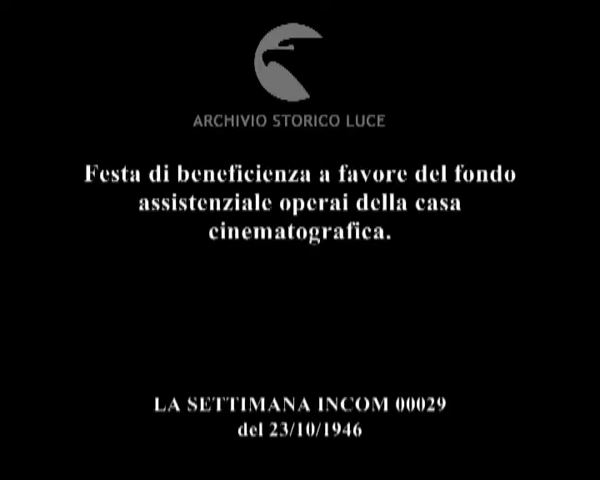 ARCHIVIO STORICO LUCE
Festa di beneficienza a favore del fondo
assistenziale operai della casa
cinematografica.
LA SETTIMANA INCOM 00029
del 23/10/1946